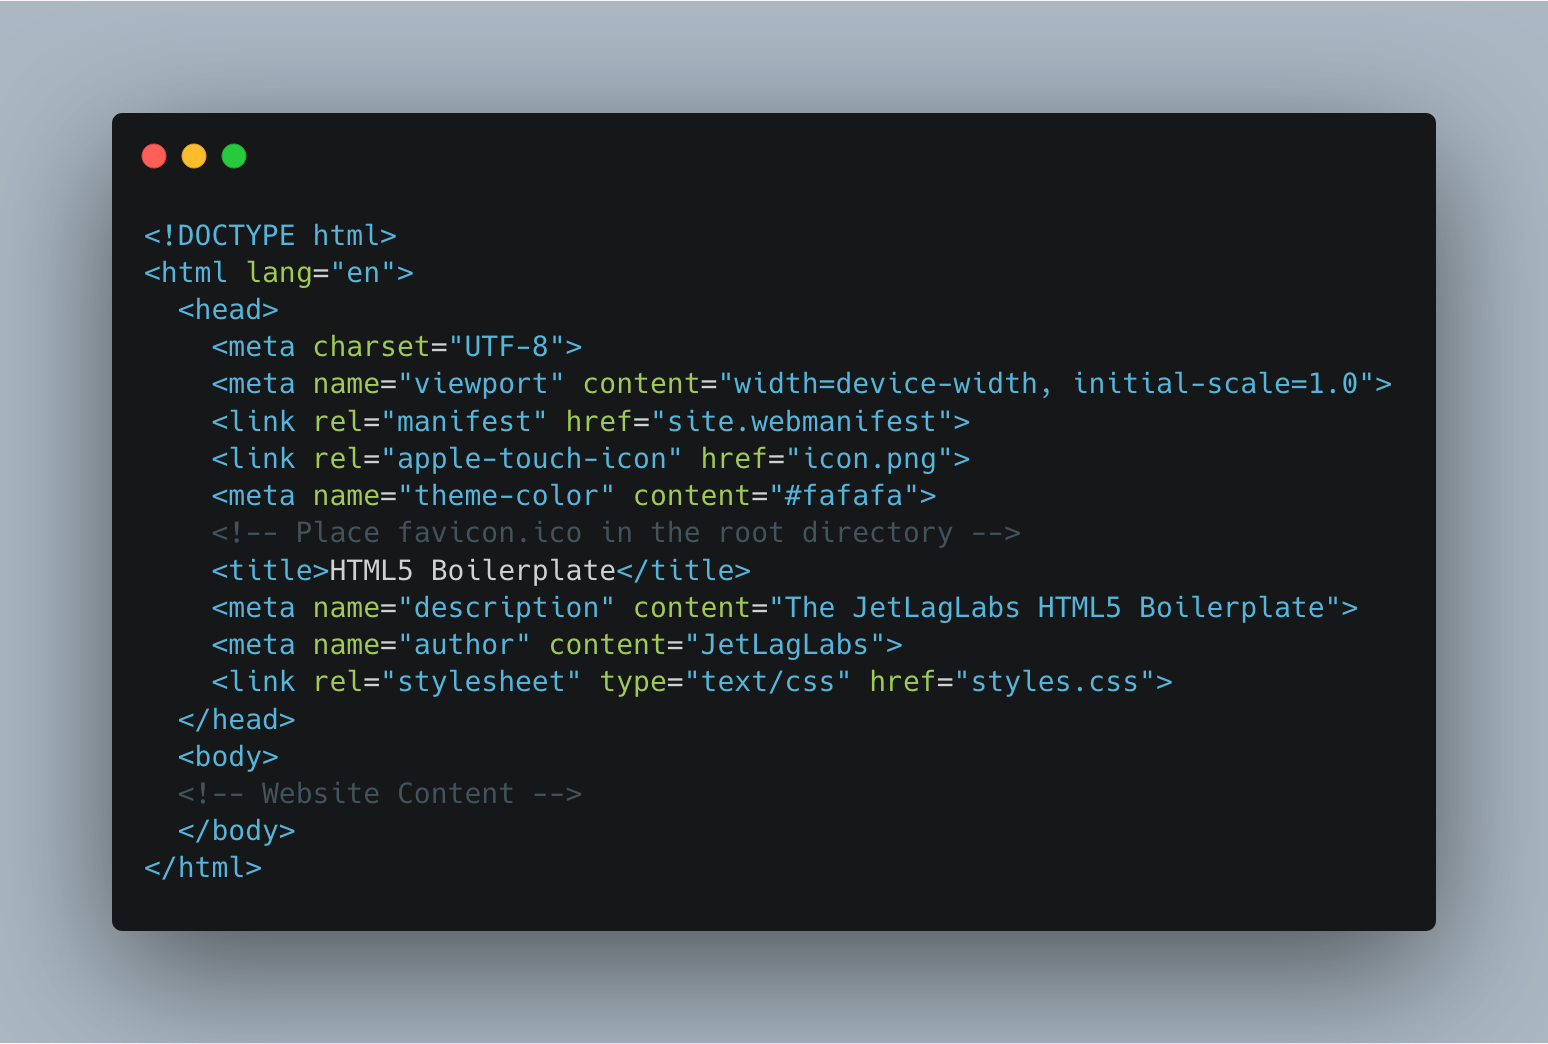 <!DOCTYPE html>
<html lang="en">
  <head>
    <meta charset="UTF-8">
    <meta name="viewport" content="width=device-width, initial-scale=1.0">
    <link rel="manifest" href="site.webmanifest">
    <link rel="apple-touch-icon" href="icon.png">
    <meta name="theme-color" content="#fafafa">
    <!-- Place favicon.ico in the root directory -->
    <title>HTML5 Boilerplate</title>
    <meta name="description" content="The JetLagLabs HTML5 Boilerplate">
    <meta name="author" content="JetLagLabs">
    <link rel="stylesheet" type="text/css" href="styles.css">
  </head>
  <body>
  <!-- Website Content -->
  </body>
</html>